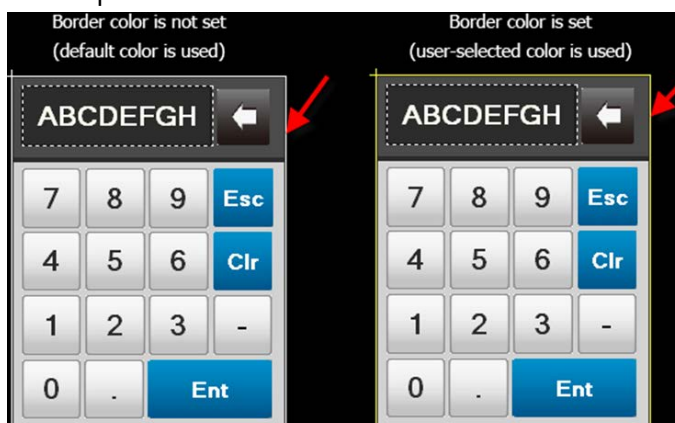 Border color is not set
(default color is used)
ABCDEFGH
7 8 9 Esc
4 5 6 Clr
1 2 3 -
0 . Ent
Border color is set
(user-selected color is used)
ABCDEFGH
7 8 9 Esc
4 5 6 Clr
1 2 3 -
0 . Ent